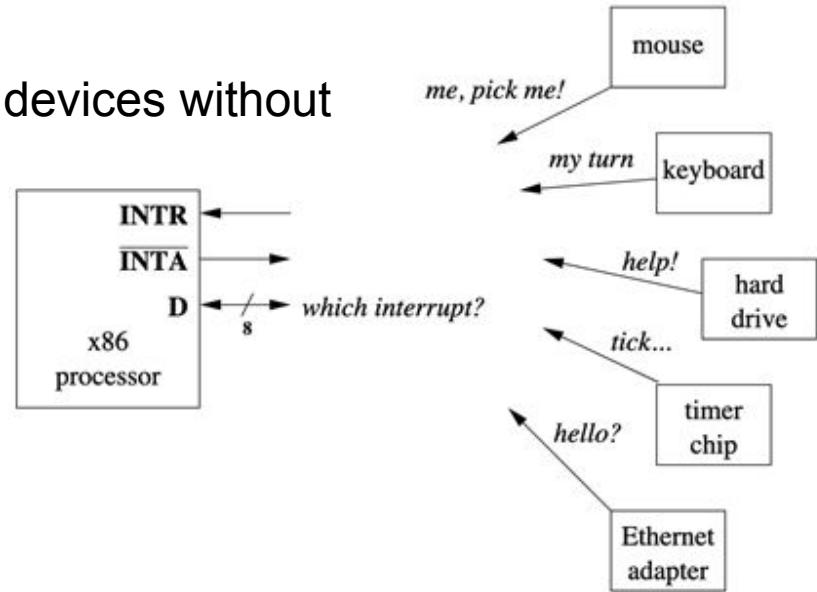 devices without
mouse
me, pick me!
my turn
keyboard
INTR
INTA
help!
hard
drive
D
8
which interrupt?
x86
processor
tick...
timer
chip
hello?
Ethernet
adapter